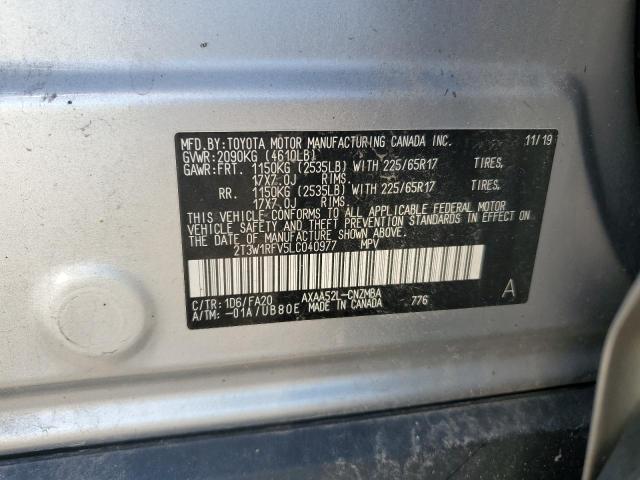 MFD. BY: TOYOTA MOTOR MANUFACTURING CANADA INC. 11/19
GVWR: 2090KG (4610LB)
GAWR: FRT. 1150KG (2535LB) WITH 225/65R17 TIRES,
17X7.0J RIMS.
RR. 1150KG (2535LB) WITH 225/65R17 TIRES,
17X7.0J RIMS.
THIS VEHICLE CONFORMS TO ALL APPLICABLE FEDERAL MOTOR
VEHICLE SAFETY AND THEFT PREVENTION STANDARDS IN EFFECT ON
THE DATE OF MANUFACTURE SHOWN ABOVE.
2T3W1RFV5LC040977 MPV
C/TR: 1D6/FA20 AXAA52L-CNZMBA 776 A
A/TM: -01A/UB80E MADE IN CANADA